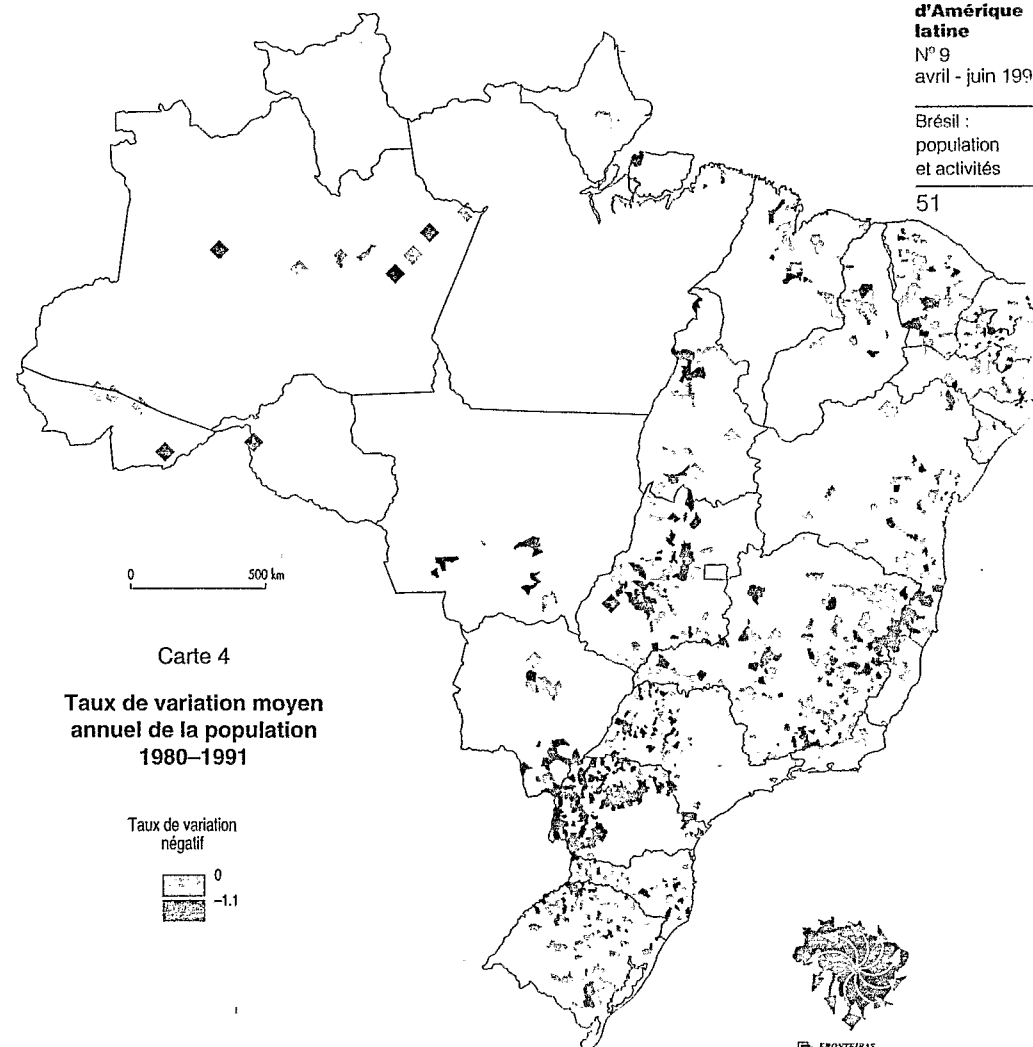 d'Amérique
latine
N° 9
avril - juin 199
Brésil :
population
et activités
51
0 500 km
Carte 4
Taux de variation moyen
annuel de la population
1980–1991
Taux de variation
négatif
0
–1.1
FRONTEIRAS